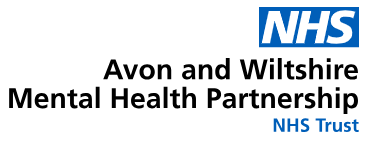 NHS
Avon and Wiltshire
Mental Health Partnership
NHS Trust